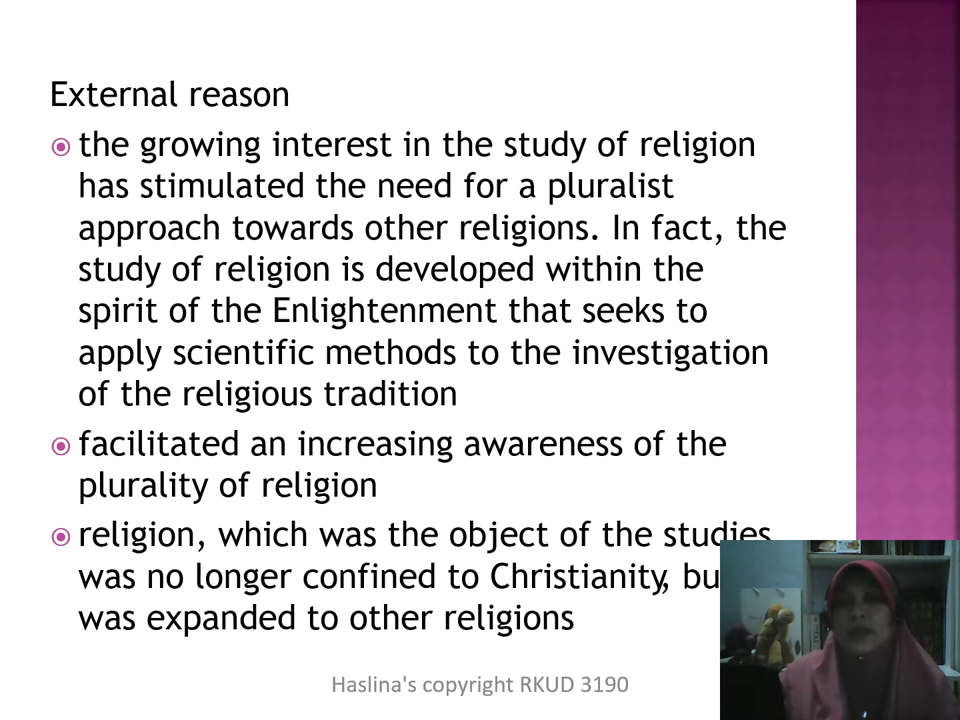 External reason
the growing interest in the study of religion
has stimulated the need for a pluralist
approach towards other religions. In fact, the
study of religion is developed within the
spirit of the Enlightenment that seeks to
apply scientific methods to the investigation
of the religious tradition
facilitated an increasing awareness of the
plurality of religion
religion, which was the object of the studies
was no longer confined to Christianity, bu
was expanded to other religions
Haslina's copyright RKUD 3190